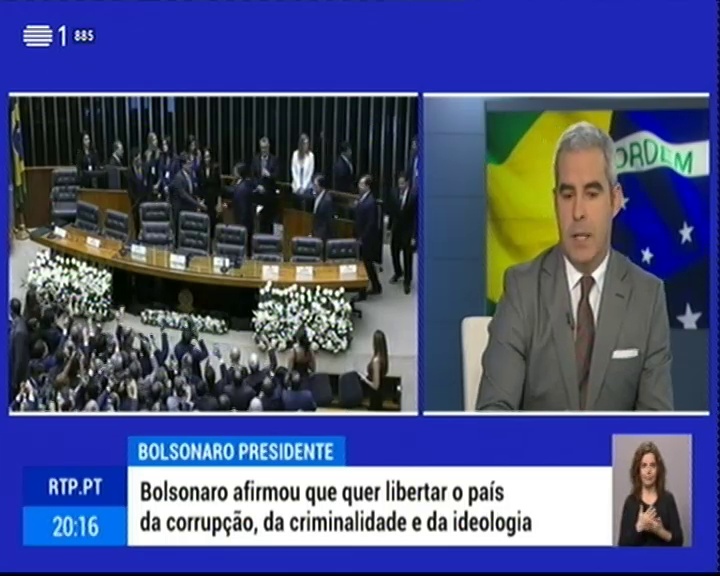 1 885
ORDEM
BOLSONARO PRESIDENTE
RTP.PT
20:16
Bolsonaro afirmou que quer libertar o país
da corrupção, da criminalidade e da ideologia